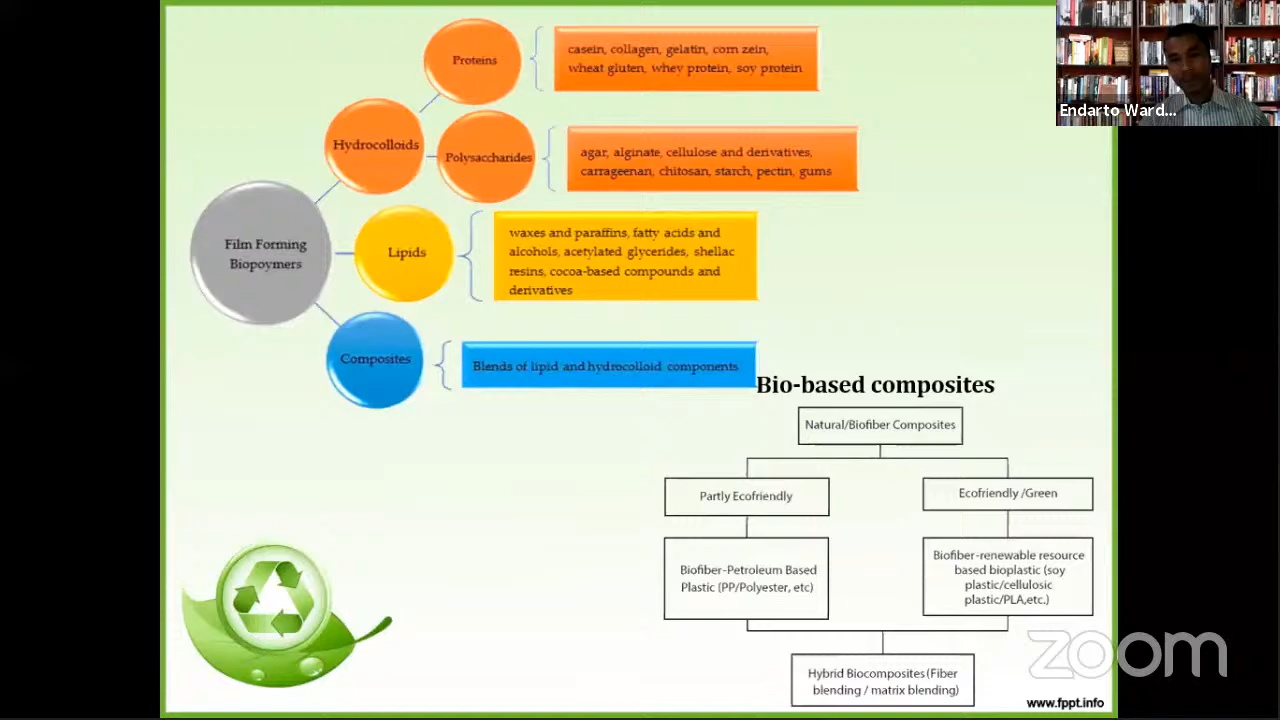 Proteins
casein, collagen, gelatin, corn zein,
wheat gluten, whey protein, soy protein
Hydrocolloids
Polysaccharides
agar, alginate, cellulose and derivatives,
carrageenan, chitosan, starch, pectin, gums
Film Forming
Biopoymers
Lipids
waxes and paraffins, fatty acids and
alcohols, acetylated glycerides, shellac
resins, cocoa-based compounds and
derivatives
Composites
Blends of lipid and hydrocolloid components
Bio-based composites
Natural/Biofiber Composites
Partly Ecofriendly
Ecofriendly /Green
Biofiber-Petroleum Based
Plastic (PP/Polyester, etc)
Biofiber-renewable resource
based bioplastic (soy
plastic/cellulosic
plastic/PLA,etc.)
Hybrid Biocomposites (Fiber
blending / matrix blending)
Endarto Ward...
zoom
www.fppt.info